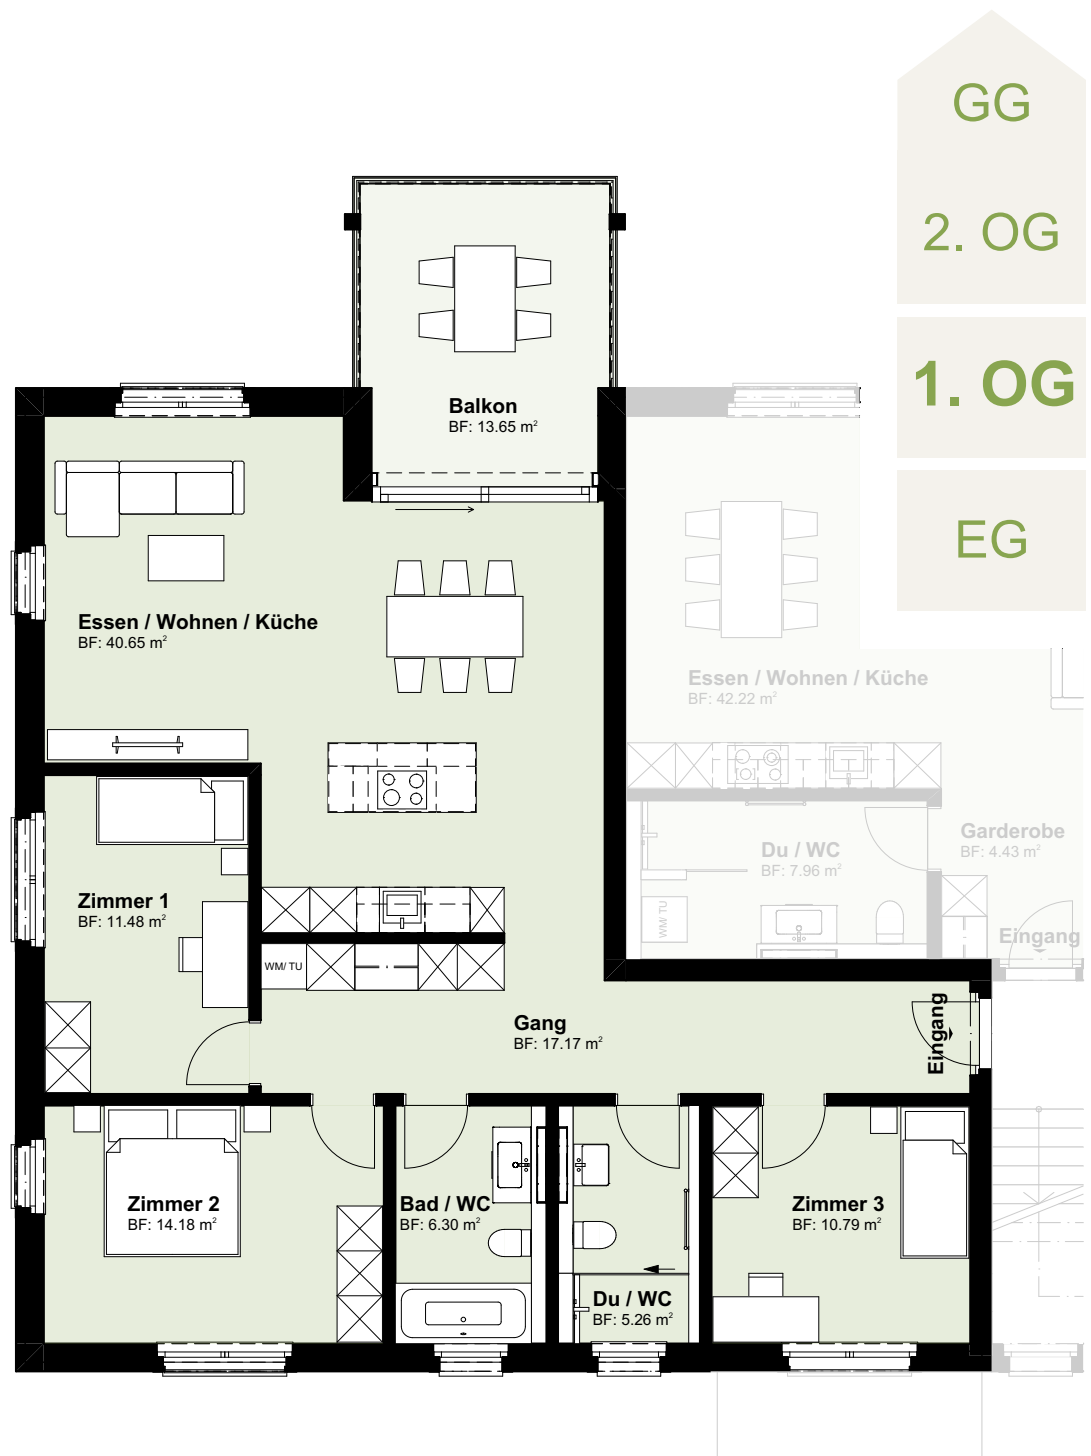 GG
2. OG
1. OG
EG
Balkon
BF: 13.65 m²
Essen / Wohnen / Küche
BF: 40.65 m²
Essen / Wohnen / Küche
BF: 42.22 m²
Du / WC
BF: 7.96 m²
Garderobe
BF: 4.43 m²
WM/ TU
Eingang
Zimmer 1
BF: 11.48 m²
WM/ TU
Gang
BF: 17.17 m²
Eingang
Zimmer 2
BF: 14.18 m²
Bad / WC
BF: 6.30 m²
Du / WC
BF: 5.26 m²
Zimmer 3
BF: 10.79 m²